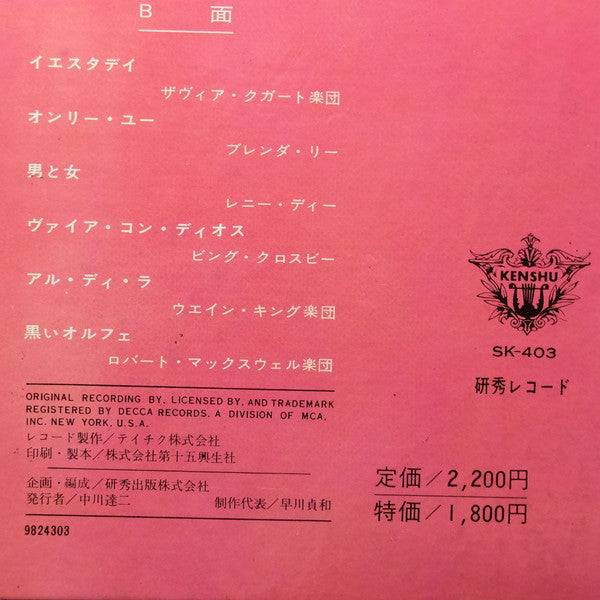 B 面
イエスタデイ
ザヴィア・クガート楽団
オンリー・ユー
ブレンダ・リー
男と女
レニー・ディー
ヴァイア・コン・ディオス
ビング・クロスビー
アル・ディ・ラ
ウエイン・キング楽団
黒いオルフェ
ロバート・マックスウェル楽団
ORIGINAL RECORDING BY, LICENSED BY, AND TRADEMARK
REGISTERED BY DECCA RECORDS. A DIVISION OF MCA,
INC. NEW YORK, U.S.A.
レコード製作／テイチク株式会社
印刷・製本／株式会社第十五興生社
企画・編成／研秀出版株式会社
発行者／中川達二
制作代表／早川貞和
9824303
KENSHU
SK-403
研秀レコード
定価／2,200円
特価／1,800円